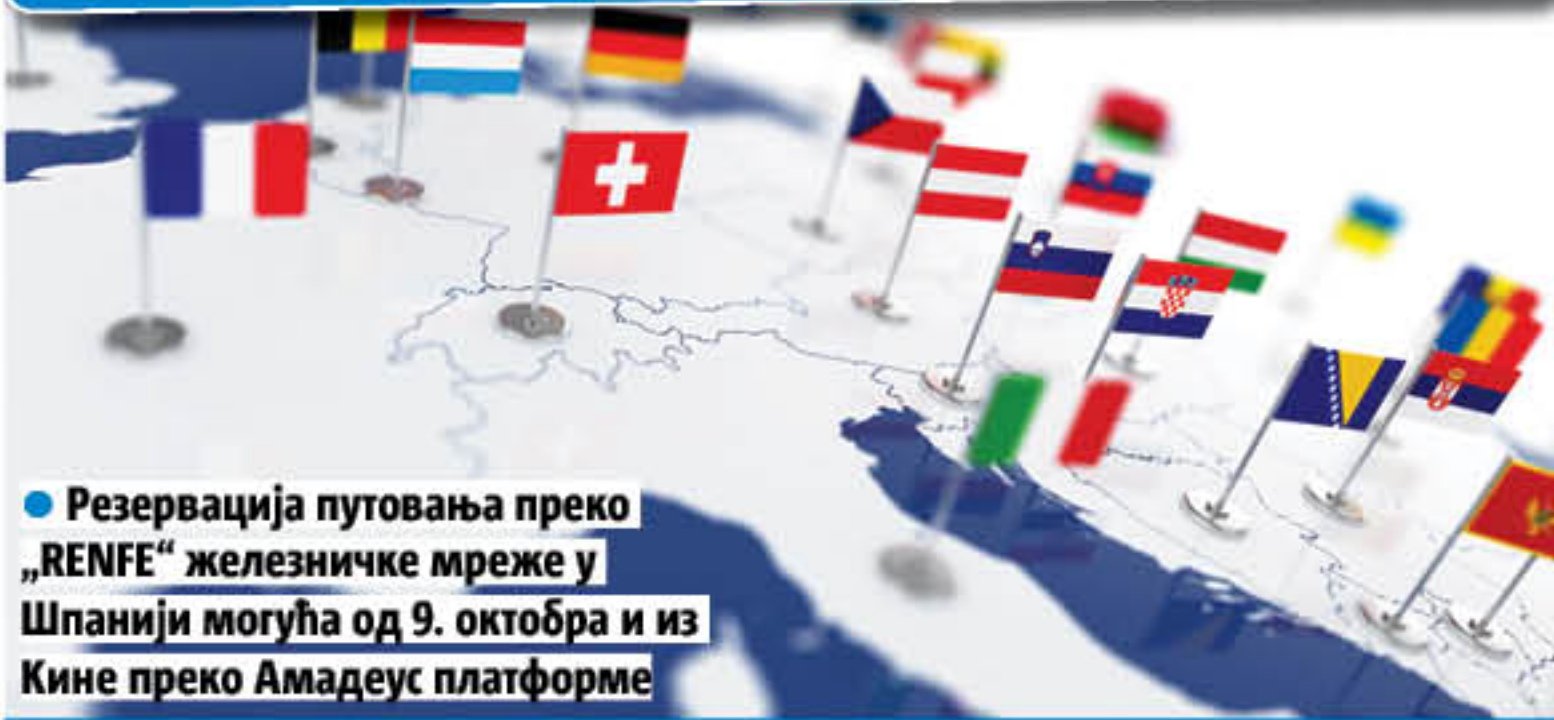 ● Резервација путовања преко
„RENFE“ железничке мреже у
Шпанији могућа од 9. октобра и из
Кине преко Амадеус платформе